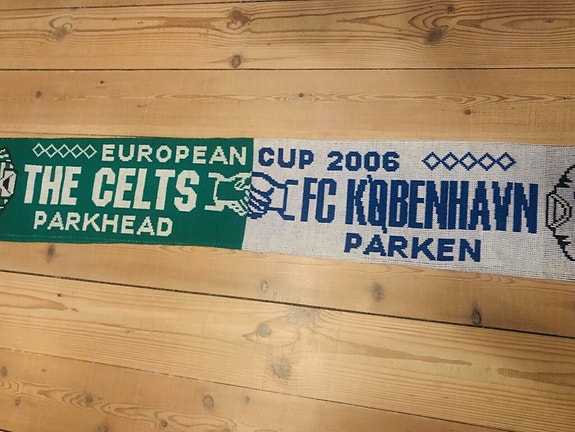 EUROPEAN CUP 2006
THE CELTS FC KØBENHAVN
PARKHEAD PARKEN